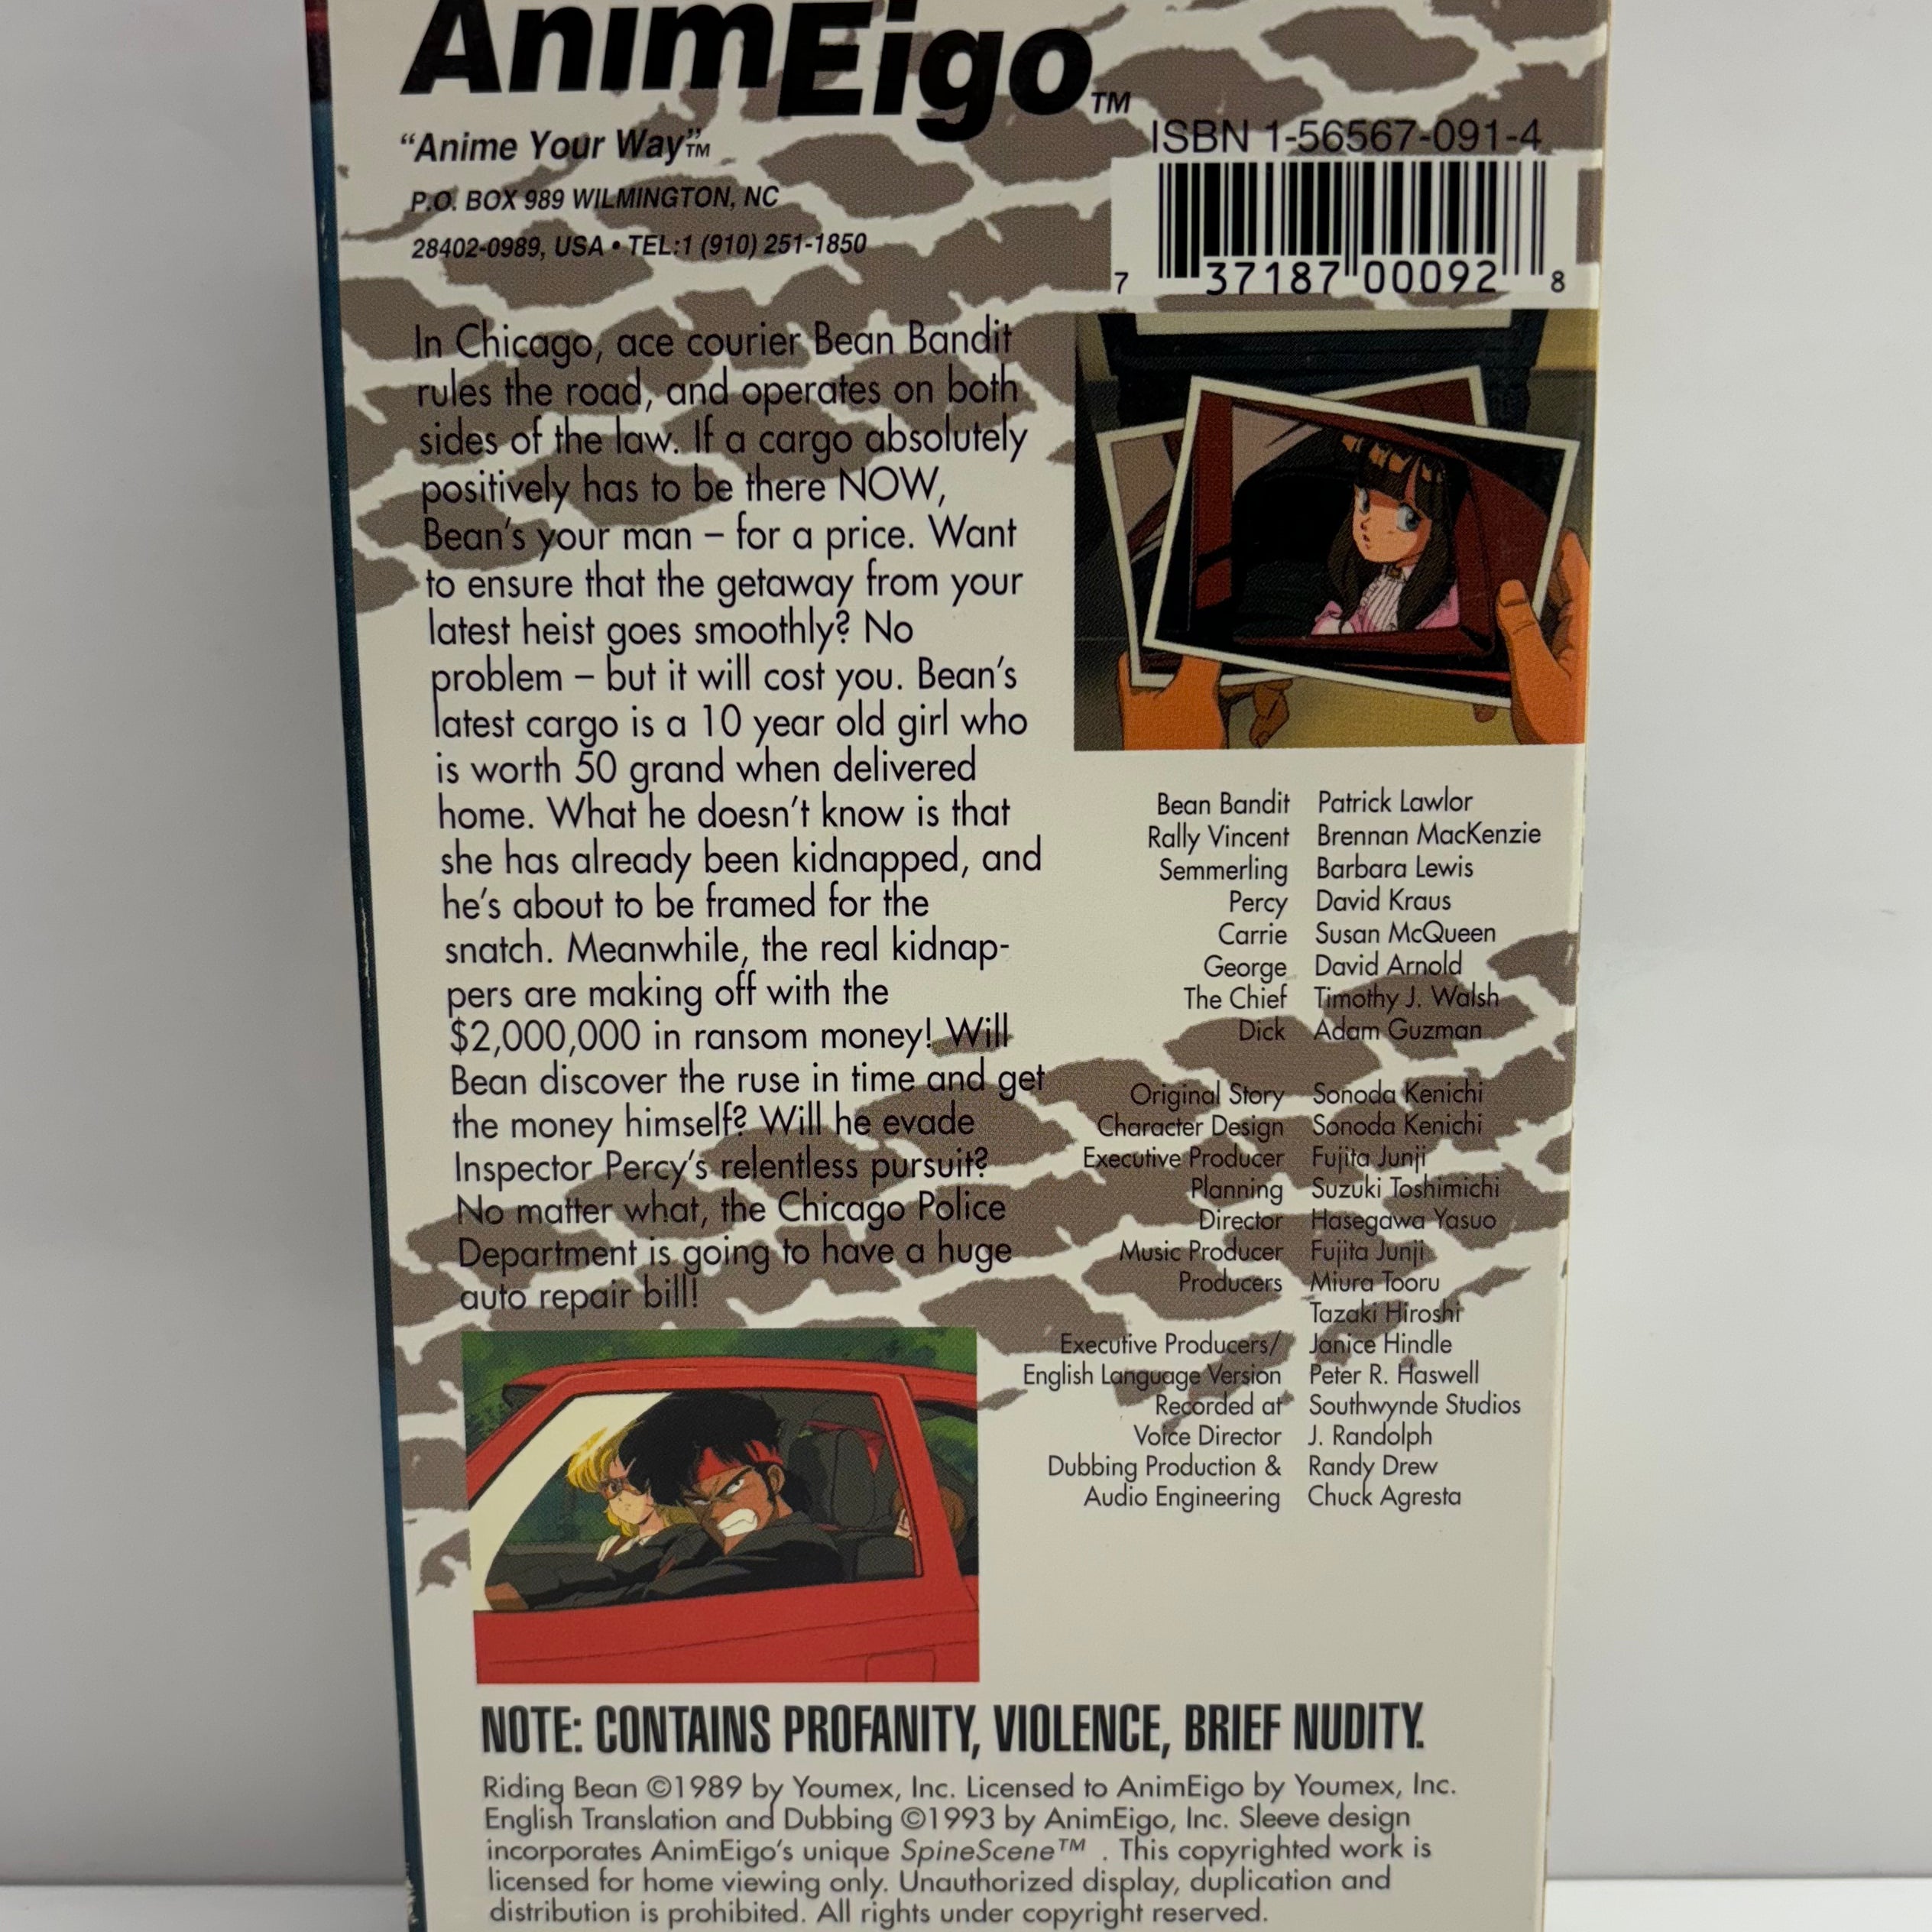 AnimEigo™
“Anime Your Way”™
P.O. BOX 989 WILMINGTON, NC
28402-0989, USA • TEL:1 (910) 251-1850
ISBN 1-56567-091-4
7 37187 00092 8
In Chicago, ace courier Bean Bandit
rules the road, and operates on both
sides of the law. If a cargo absolutely
positively has to be there NOW,
Bean’s your man – for a price. Want
to ensure that the getaway from your
latest heist goes smoothly? No
problem – but it will cost you. Bean’s
latest cargo is a 10 year old girl who
is worth 50 grand when delivered
home. What he doesn’t know is that
she has already been kidnapped, and
he’s about to be framed for the
snatch. Meanwhile, the real kidnap-
pers are making off with the
$2,000,000 in ransom money! Will
Bean discover the ruse in time and get
the money himself? Will he evade
Inspector Percy’s relentless pursuit?
No matter what, the Chicago Police
Department is going to have a huge
auto repair bill!
Bean Bandit Patrick Lawlor
Rally Vincent Brennan MacKenzie
Semmerling Barbara Lewis
Percy David Kraus
Carrie Susan McQueen
George David Arnold
The Chief Timothy J. Walsh
Dick Adam Guzman
Original Story Sonoda Kenichi
Character Design Sonoda Kenichi
Executive Producer Fujita Junji
Planning Suzuki Toshimichi
Director Hasegawa Yasuo
Music Producer Fujita Junji
Producers Miura Tooru
Tazaki Hiroshi
Executive Producers/ Janice Hindle
English Language Version Peter R. Haswell
Recorded at Southwynde Studios
Voice Director J. Randolph
Dubbing Production & Randy Drew
Audio Engineering Chuck Agresta
NOTE: CONTAINS PROFANITY, VIOLENCE, BRIEF NUDITY.
Riding Bean ©1989 by Youmex, Inc. Licensed to AnimEigo by Youmex, Inc.
English Translation and Dubbing ©1993 by AnimEigo, Inc. Sleeve design
incorporates AnimEigo’s unique SpineScene™ . This copyrighted work is
licensed for home viewing only. Unauthorized display, duplication and
distribution is prohibited. All rights under copyright reserved.